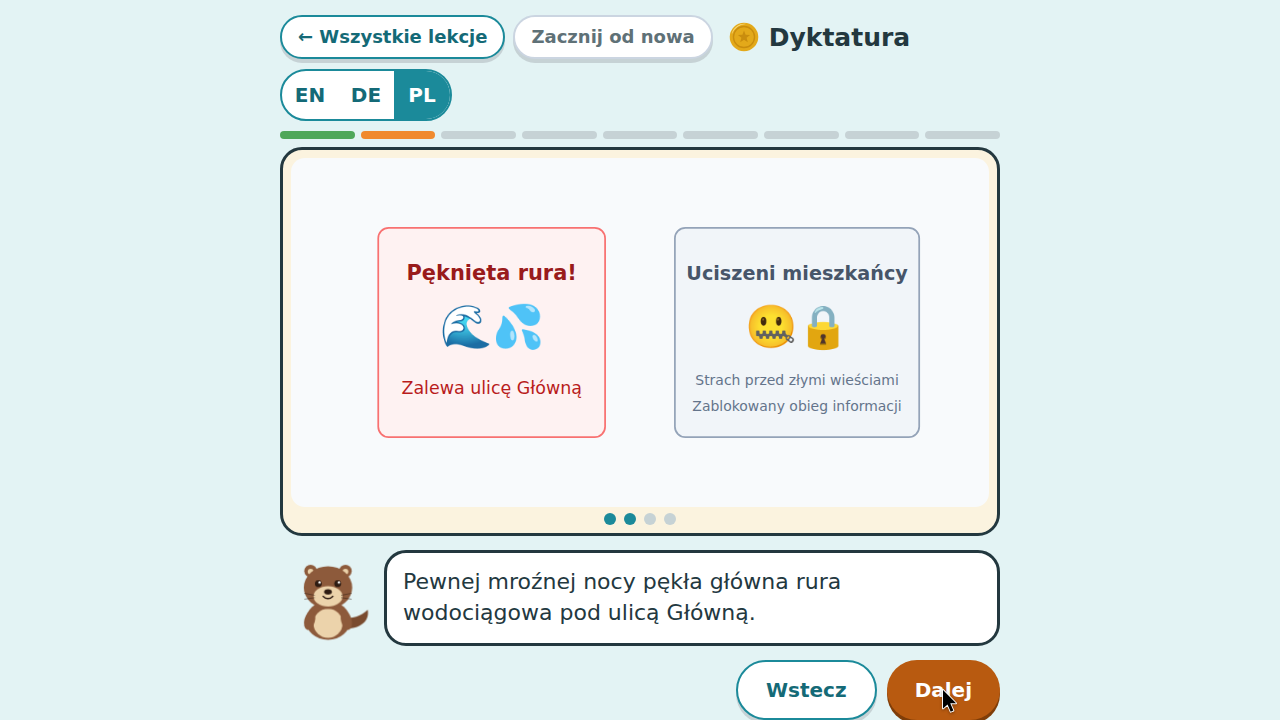 ← Wszystkie lekcje
Zacznij od nowa
Dyktatura
EN DE PL
Pęknięta rura!
Zalewa ulicę Główną
Uciszeni mieszkańcy
Strach przed złymi wieściami
Zablokowany obieg informacji
Pewnej mroźnej nocy pękła główna rura
wodociągowa pod ulicą Główną.
Wstecz
Dalej